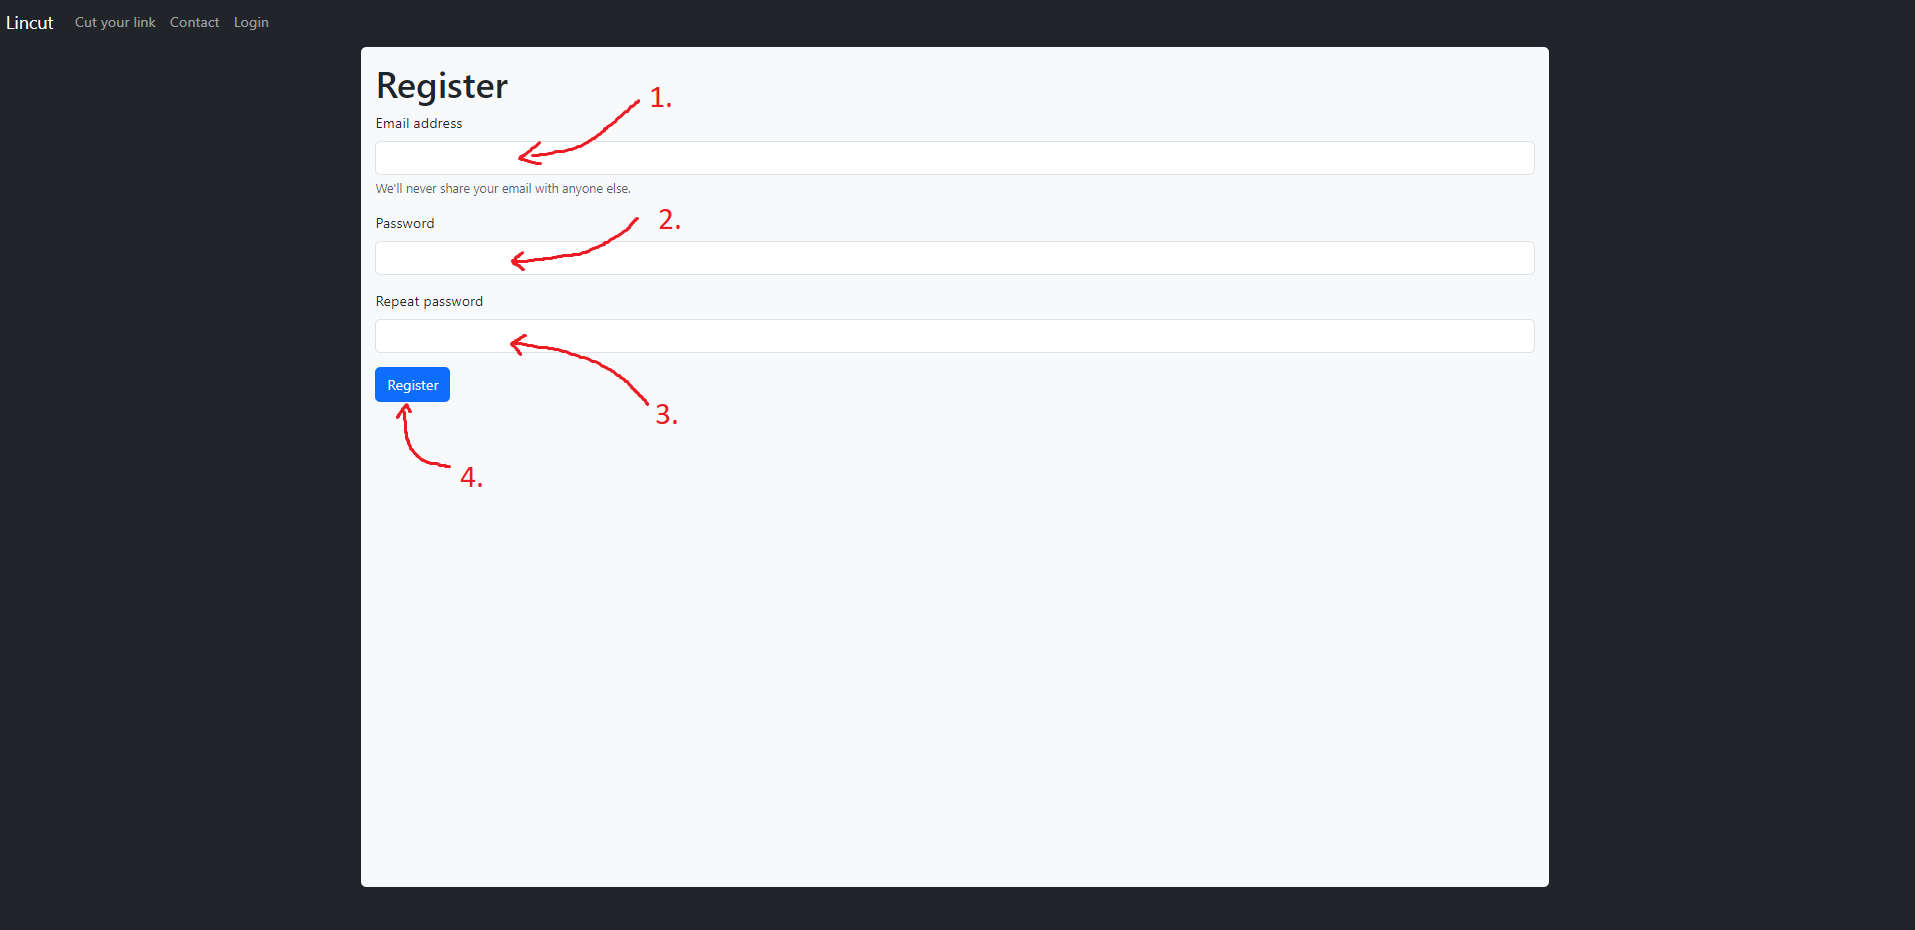 Lincut Cut your link Contact Login
Register
1.
Email address
We'll never share your email with anyone else.
2.
Password
Repeat password
Register
3.
4.